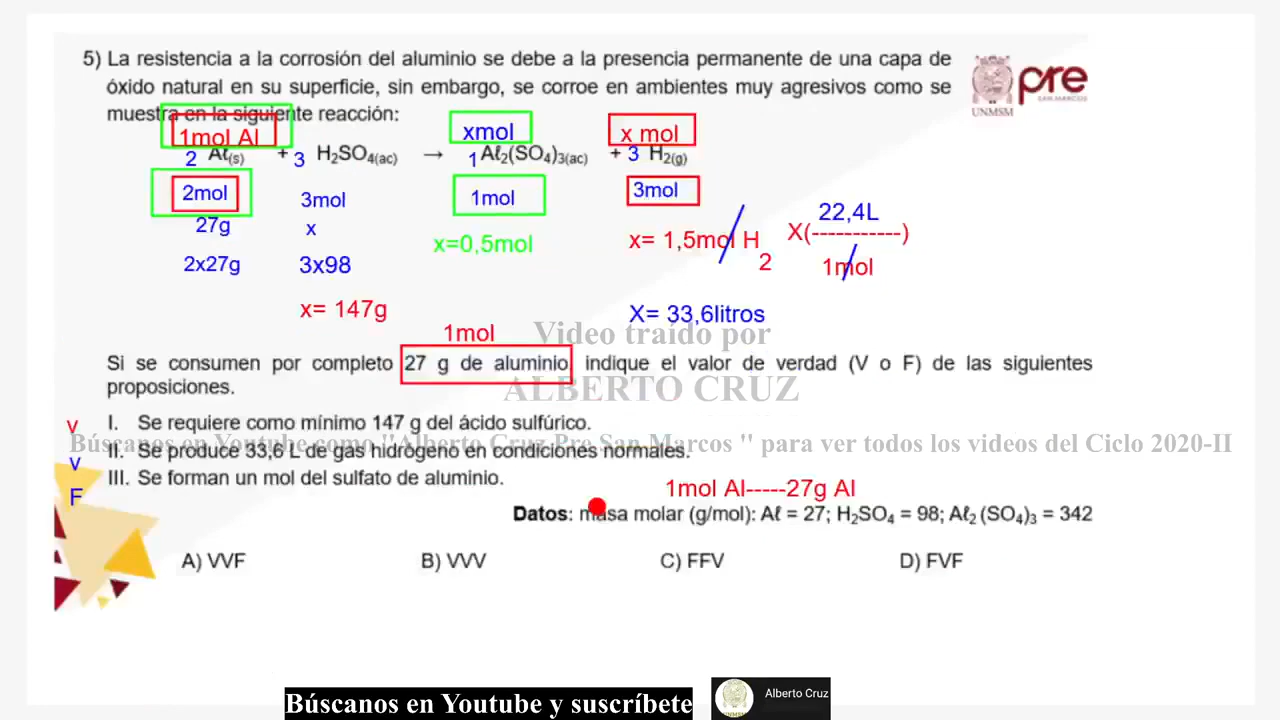 5) La resistencia a la corrosión del aluminio se debe a la presencia permanente de una capa de
óxido natural en su superficie, sin embargo, se corroe en ambientes muy agresivos como se
muestra en la siguiente reacción:
pre
SAN MARCOS
UNMSM
1mol Al xmol x mol
2 Aℓ(s) + 3 H₂SO₄(ac) → 1 Aℓ₂(SO₄)₃(ac) + 3 H₂(g)
2mol 3mol 1mol 3mol
27g x x=0,5mol x= 1,5mol H2 X(-----------)
22,4L
1mol
2x27g 3x98
x= 147g X= 33,6litros
1mol
Video traído por
Si se consumen por completo 27 g de aluminio indique el valor de verdad (V o F) de las siguientes
proposiciones.
ALBERTO CRUZ
V I. Se requiere como mínimo 147 g del ácido sulfúrico.
Búscanos en Youtube como "Alberto Cruz Pre San Marcos " para ver todos los videos del Ciclo 2020-II
V II. Se produce 33,6 L de gas hidrógeno en condiciones normales.
F III. Se forman un mol del sulfato de aluminio.
1mol Al-----27g Al
Datos: masa molar (g/mol): Aℓ = 27; H₂SO₄ = 98; Aℓ₂ (SO₄)₃ = 342
A) VVF B) VVV C) FFV D) FVF
Búscanos en Youtube y suscríbete
Alberto Cruz
UNMSM